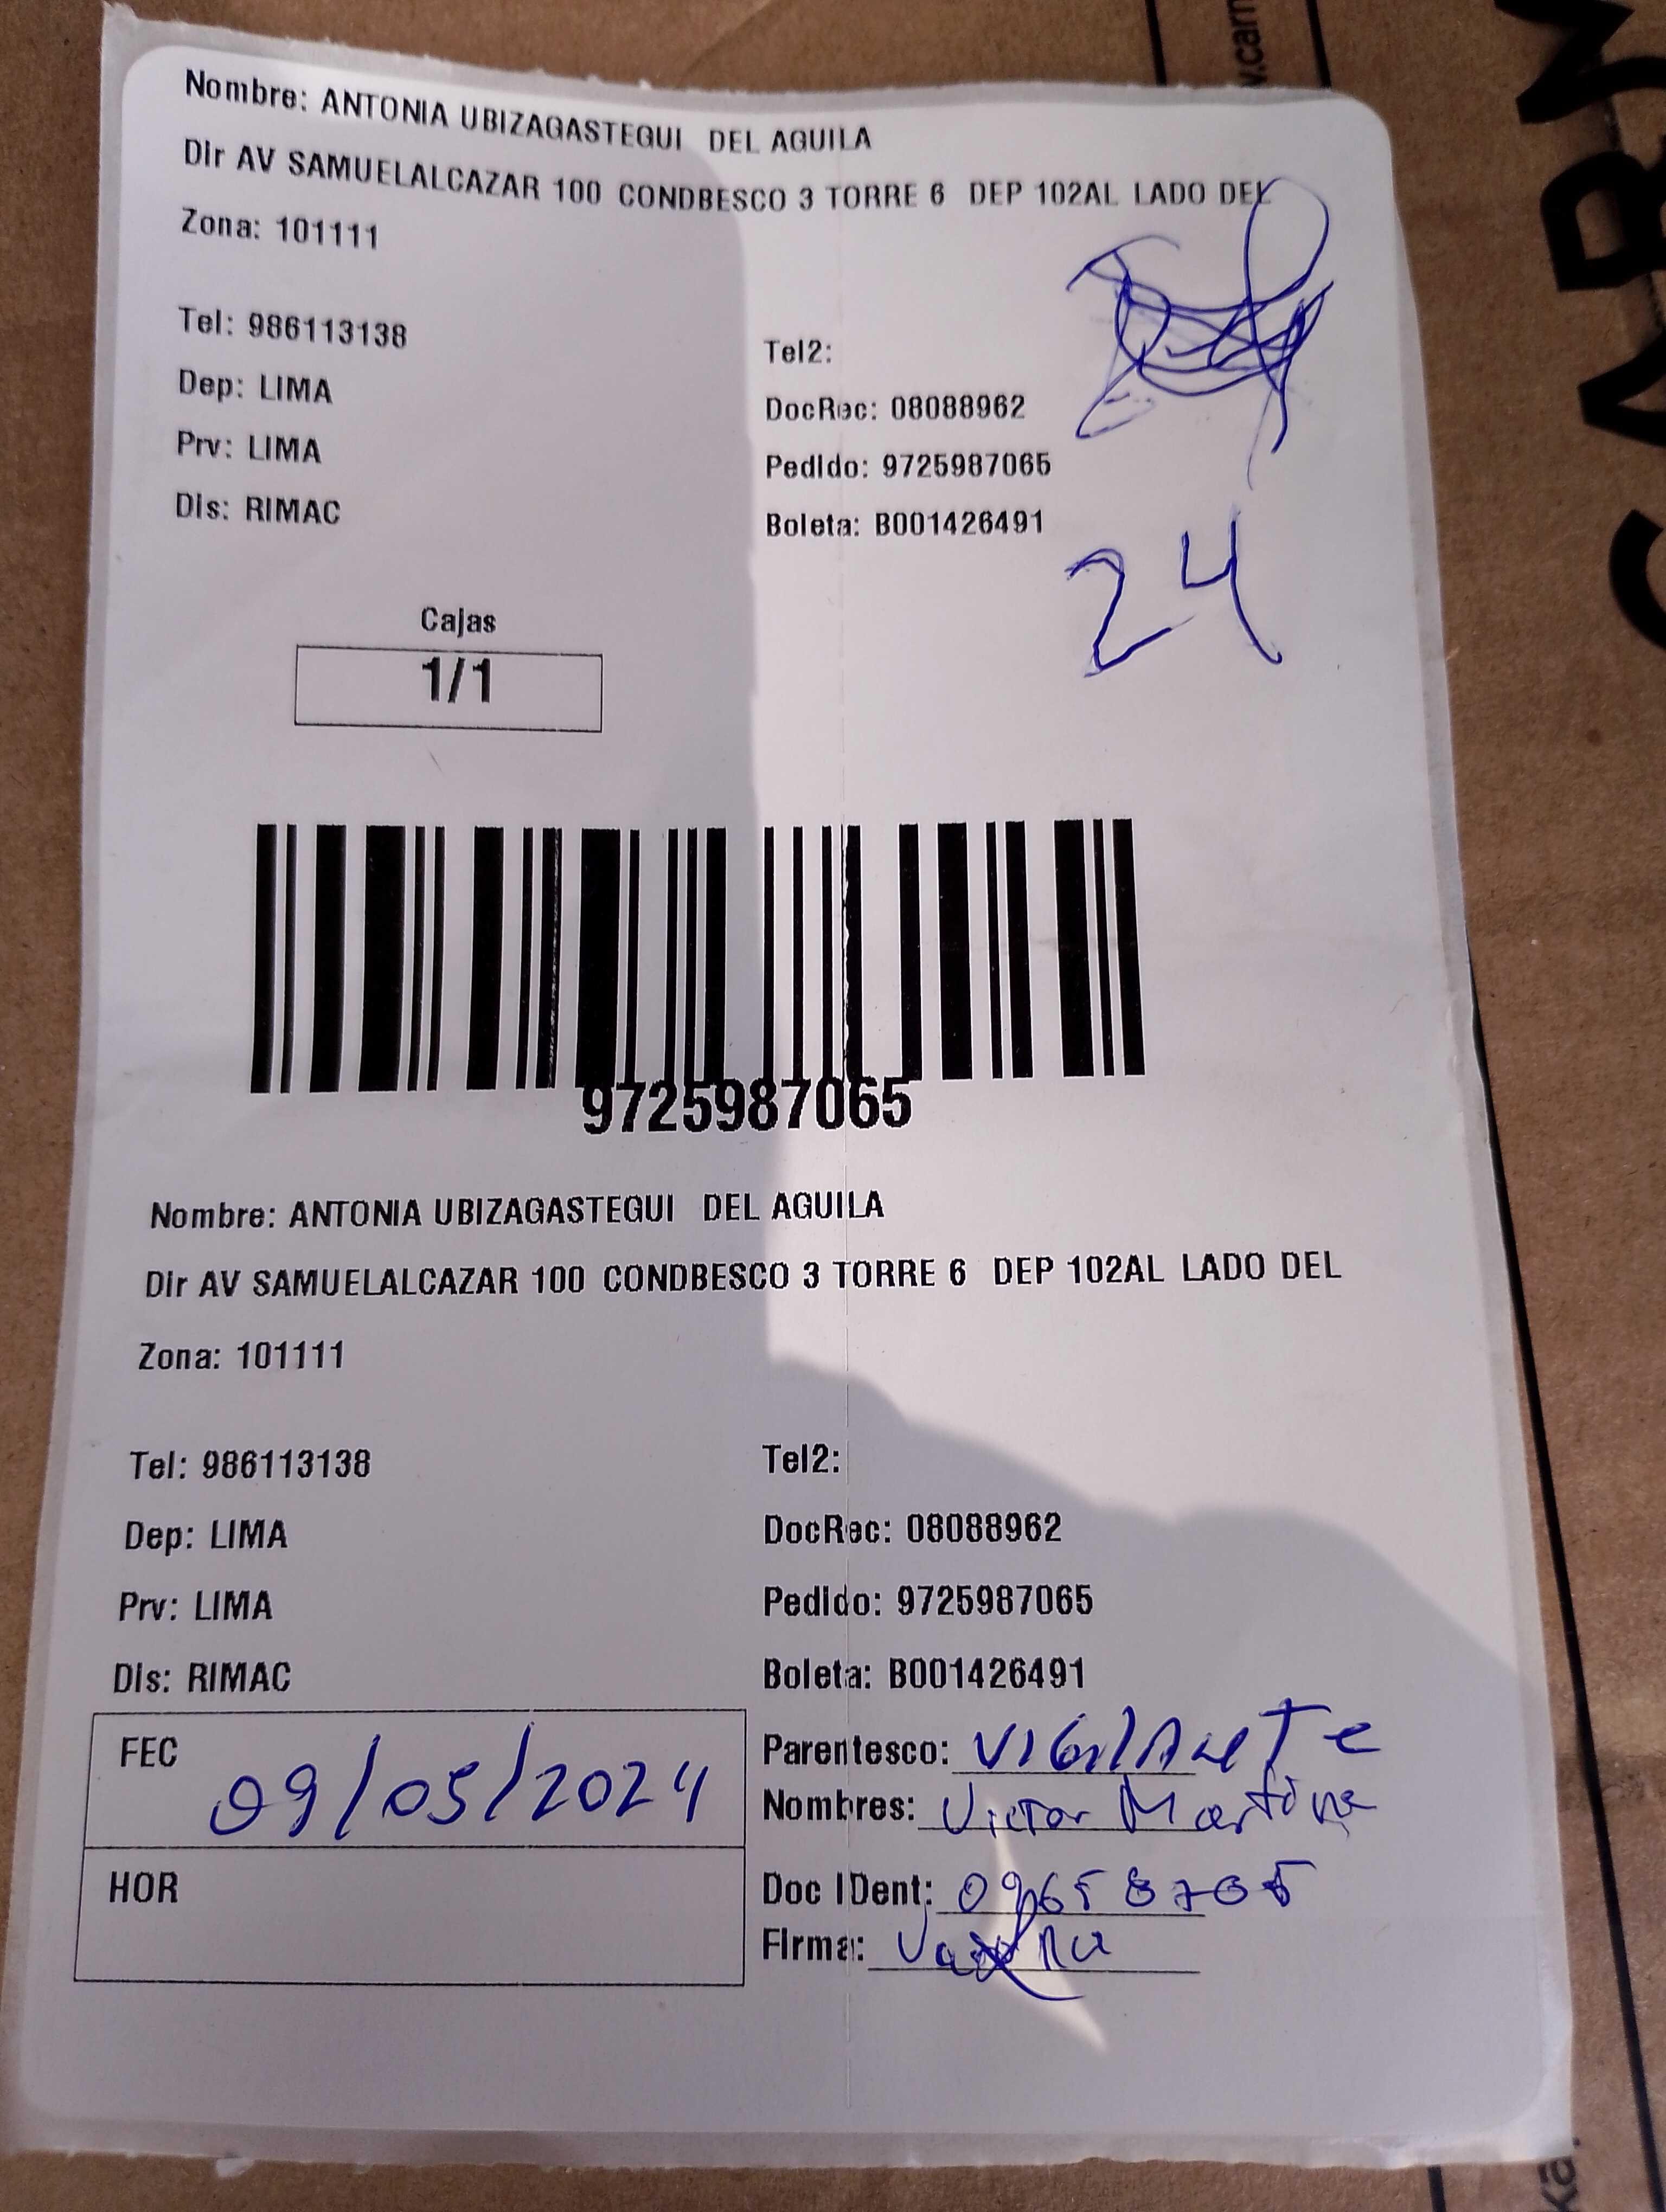 Nombre: ANTONIA UBIZAGASTEGUI DEL AGUILA
Dir AV SAMUELALCAZAR 100 CONDBESCO 3 TORRE 6 DEP 102AL LADO DEL
Zona: 101111
Tel: 986113138
Tel2:
Dep: LIMA
DocRec: 08088962
Prv: LIMA
Pedido: 9725987065
Dis: RIMAC
Boleta: B001426491
24
Cajas
1/1
9725987065
Nombre: ANTONIA UBIZAGASTEGUI DEL AGUILA
Dir AV SAMUELALCAZAR 100 CONDBESCO 3 TORRE 6 DEP 102AL LADO DEL
Zona: 101111
Tel: 986113138
Tel2:
Dep: LIMA
DocRec: 08088962
Prv: LIMA
Pedido: 9725987065
Dis: RIMAC
Boleta: B001426491
FEC 09/05/2024
Parentesco: VIGILANTE
Nombres: Victor
HOR
Doc IDent:
Firma: